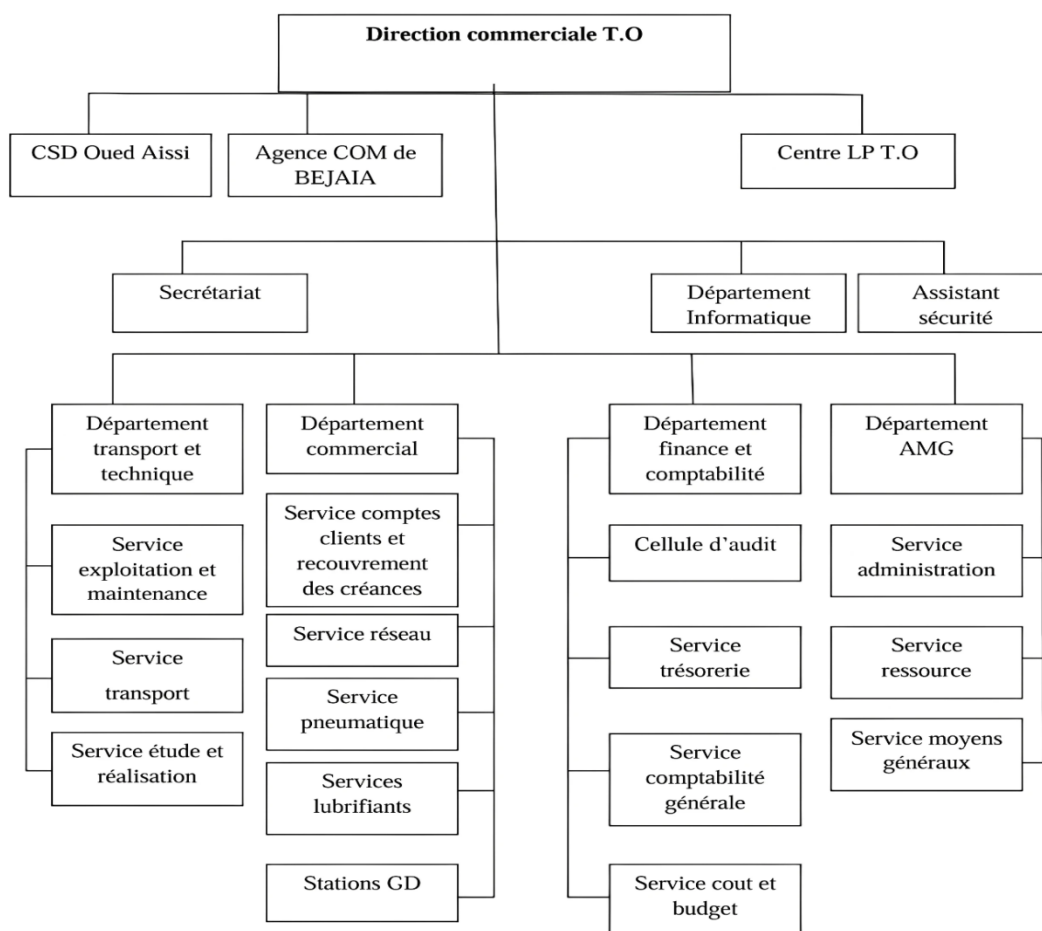 Direction commerciale T.O
CSD Oued Aissi
Agence COM de
BEJAIA
Centre LP T.O
Secrétariat
Département
Informatique
Assistant
sécurité
Département
transport et
technique
Département
commercial
Département
finance et
comptabilité
Département
AMG
Service
exploitation et
maintenance
Service comptes
clients et
recouvrement
des créances
Cellule d’audit
Service
administration
Service réseau
Service
transport
Service
trésorerie
Service
ressource
Service
pneumatique
Service étude et
réalisation
Services
lubrifiants
Service
comptabilité
générale
Service moyens
généraux
Stations GD
Service cout et
budget